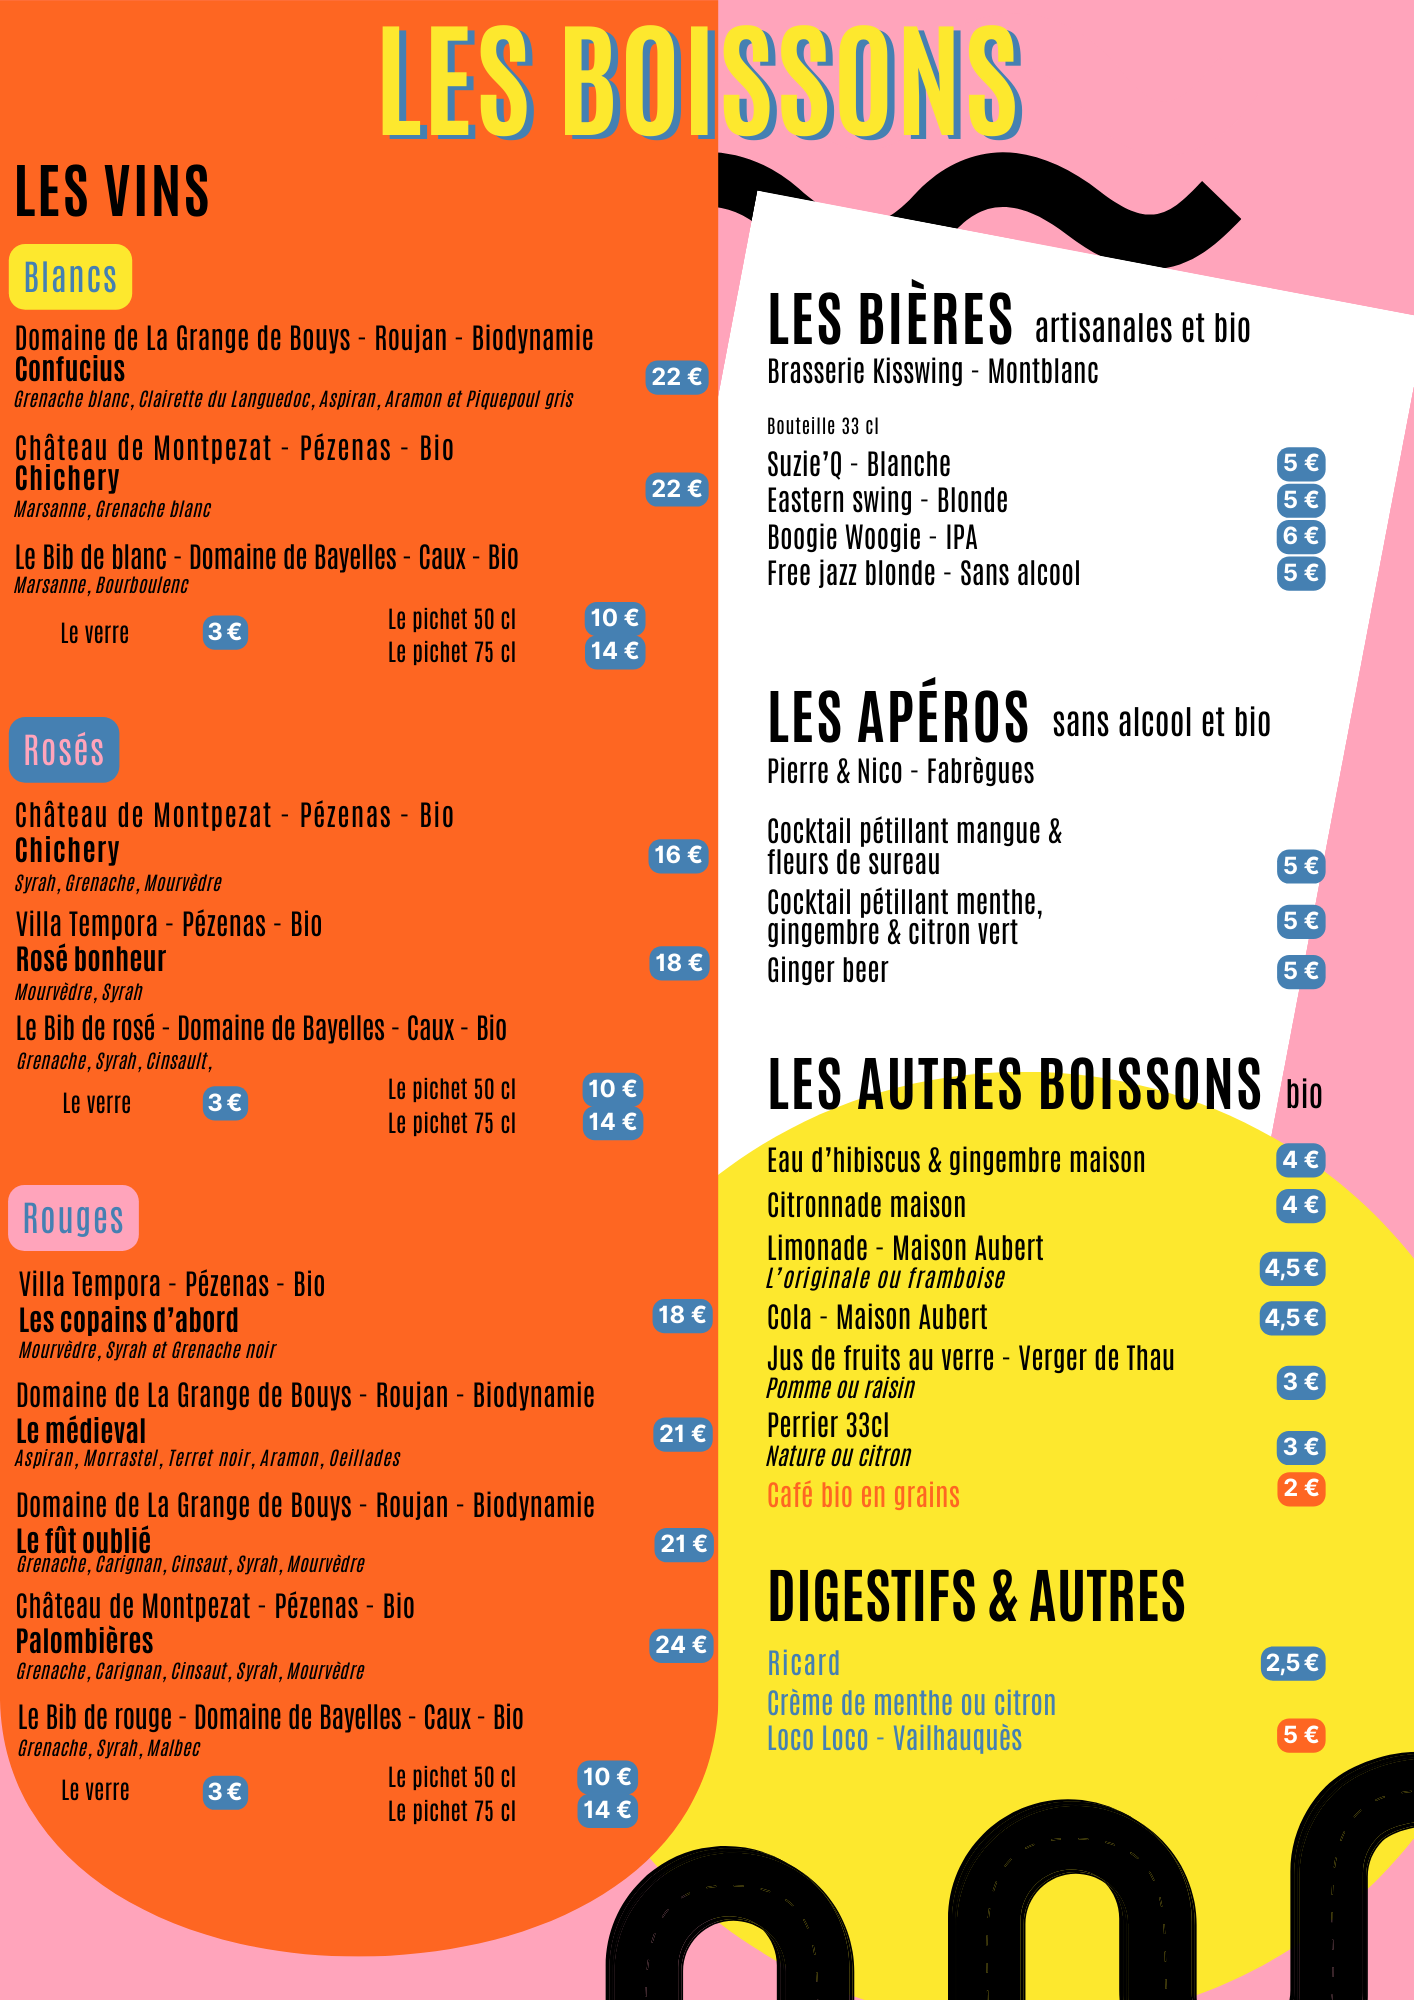 LES BOISSONS
LES VINS
Blancs
Domaine de La Grange de Bouys - Roujan - Biodynamie
Confucius
22 €
Grenache blanc, Clairette du Languedoc, Aspiran, Aramon et Piquepoul gris
Château de Montpezat - Pézenas - Bio
Chichery
22 €
Marsanne, Grenache blanc
Le Bib de blanc - Domaine de Bayelles - Caux - Bio
Marsanne, Bourboulenc
Le verre 3 €
Le pichet 50 cl 10 €
Le pichet 75 cl 14 €
Rosés
Château de Montpezat - Pézenas - Bio
Chichery 16 €
Syrah, Grenache, Mourvèdre
Villa Tempora - Pézenas - Bio
Rosé bonheur 18 €
Mourvèdre, Syrah
Le Bib de rosé - Domaine de Bayelles - Caux - Bio
Grenache, Syrah, Cinsault,
Le verre 3 €
Le pichet 50 cl 10 €
Le pichet 75 cl 14 €
Rouges
Villa Tempora - Pézenas - Bio
Les copains d’abord 18 €
Mourvèdre, Syrah et Grenache noir
Domaine de La Grange de Bouys - Roujan - Biodynamie
Le médieval 21 €
Aspiran, Morrastel, Terret noir, Aramon, Oeillades
Domaine de La Grange de Bouys - Roujan - Biodynamie
Le fût oublié 21 €
Grenache, Carignan, Cinsaut, Syrah, Mourvèdre
Château de Montpezat - Pézenas - Bio
Palombières 24 €
Grenache, Carignan, Cinsaut, Syrah, Mourvèdre
Le Bib de rouge - Domaine de Bayelles - Caux - Bio
Grenache, Syrah, Malbec
Le verre 3 €
Le pichet 50 cl 10 €
Le pichet 75 cl 14 €
LES BIÈRES artisanales et bio
Brasserie Kisswing - Montblanc
Bouteille 33 cl
Suzie’Q - Blanche 5 €
Eastern swing - Blonde 5 €
Boogie Woogie - IPA 6 €
Free jazz blonde - Sans alcool 5 €
LES APÉROS sans alcool et bio
Pierre & Nico - Fabrègues
Cocktail pétillant mangue &
fleurs de sureau 5 €
Cocktail pétillant menthe,
gingembre & citron vert 5 €
Ginger beer 5 €
LES AUTRES BOISSONS bio
Eau d’hibiscus & gingembre maison 4 €
Citronnade maison 4 €
Limonade - Maison Aubert
L’originale ou framboise 4,5 €
Cola - Maison Aubert 4,5 €
Jus de fruits au verre - Verger de Thau
Pomme ou raisin 3 €
Perrier 33cl
Nature ou citron 3 €
Café bio en grains 2 €
DIGESTIFS & AUTRES
Ricard 2,5 €
Crème de menthe ou citron
Loco Loco - Vailhauquès 5 €